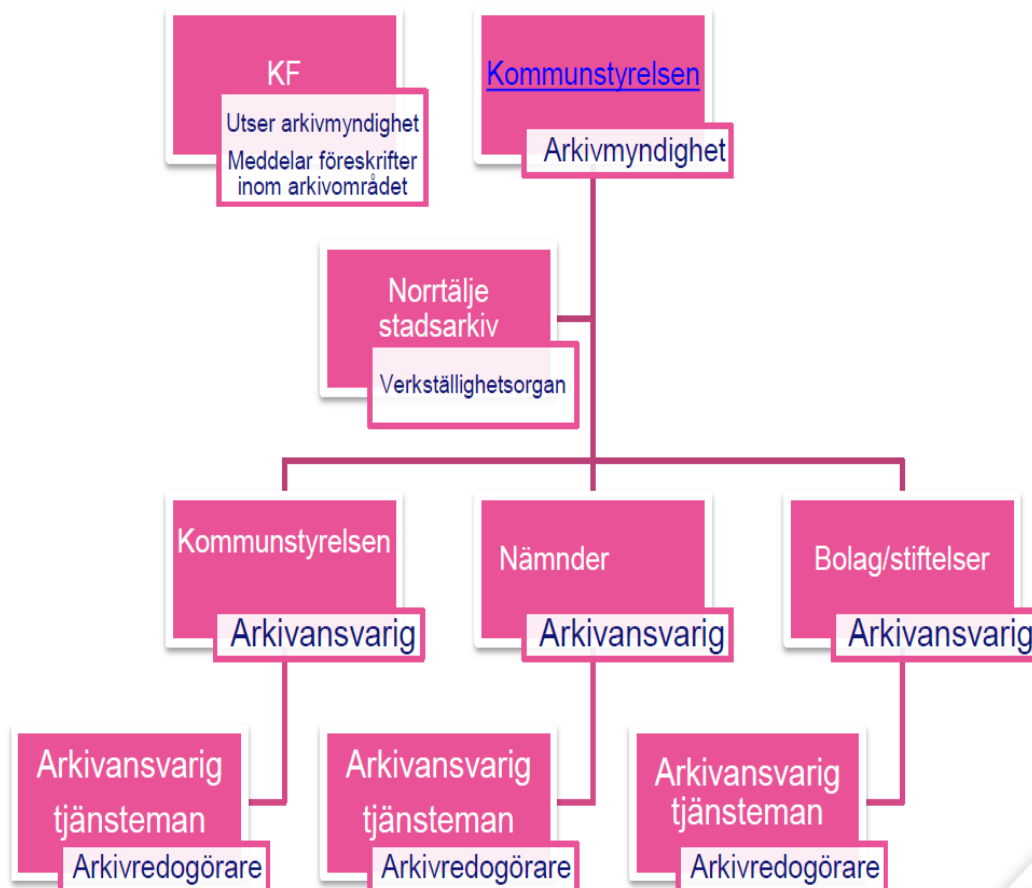 KF
Utser arkivmyndighet
Meddelar föreskrifter
inom arkivområdet
Kommunstyrelsen
Arkivmyndighet
Norrtälje
stadsarkiv
Verkställighetsorgan
Kommunstyrelsen
Arkivansvarig
Nämnder
Arkivansvarig
Bolag/stiftelser
Arkivansvarig
Arkivansvarig
tjänsteman
Arkivredogörare
Arkivansvarig
tjänsteman
Arkivredogörare
Arkivansvarig
tjänsteman
Arkivredogörare